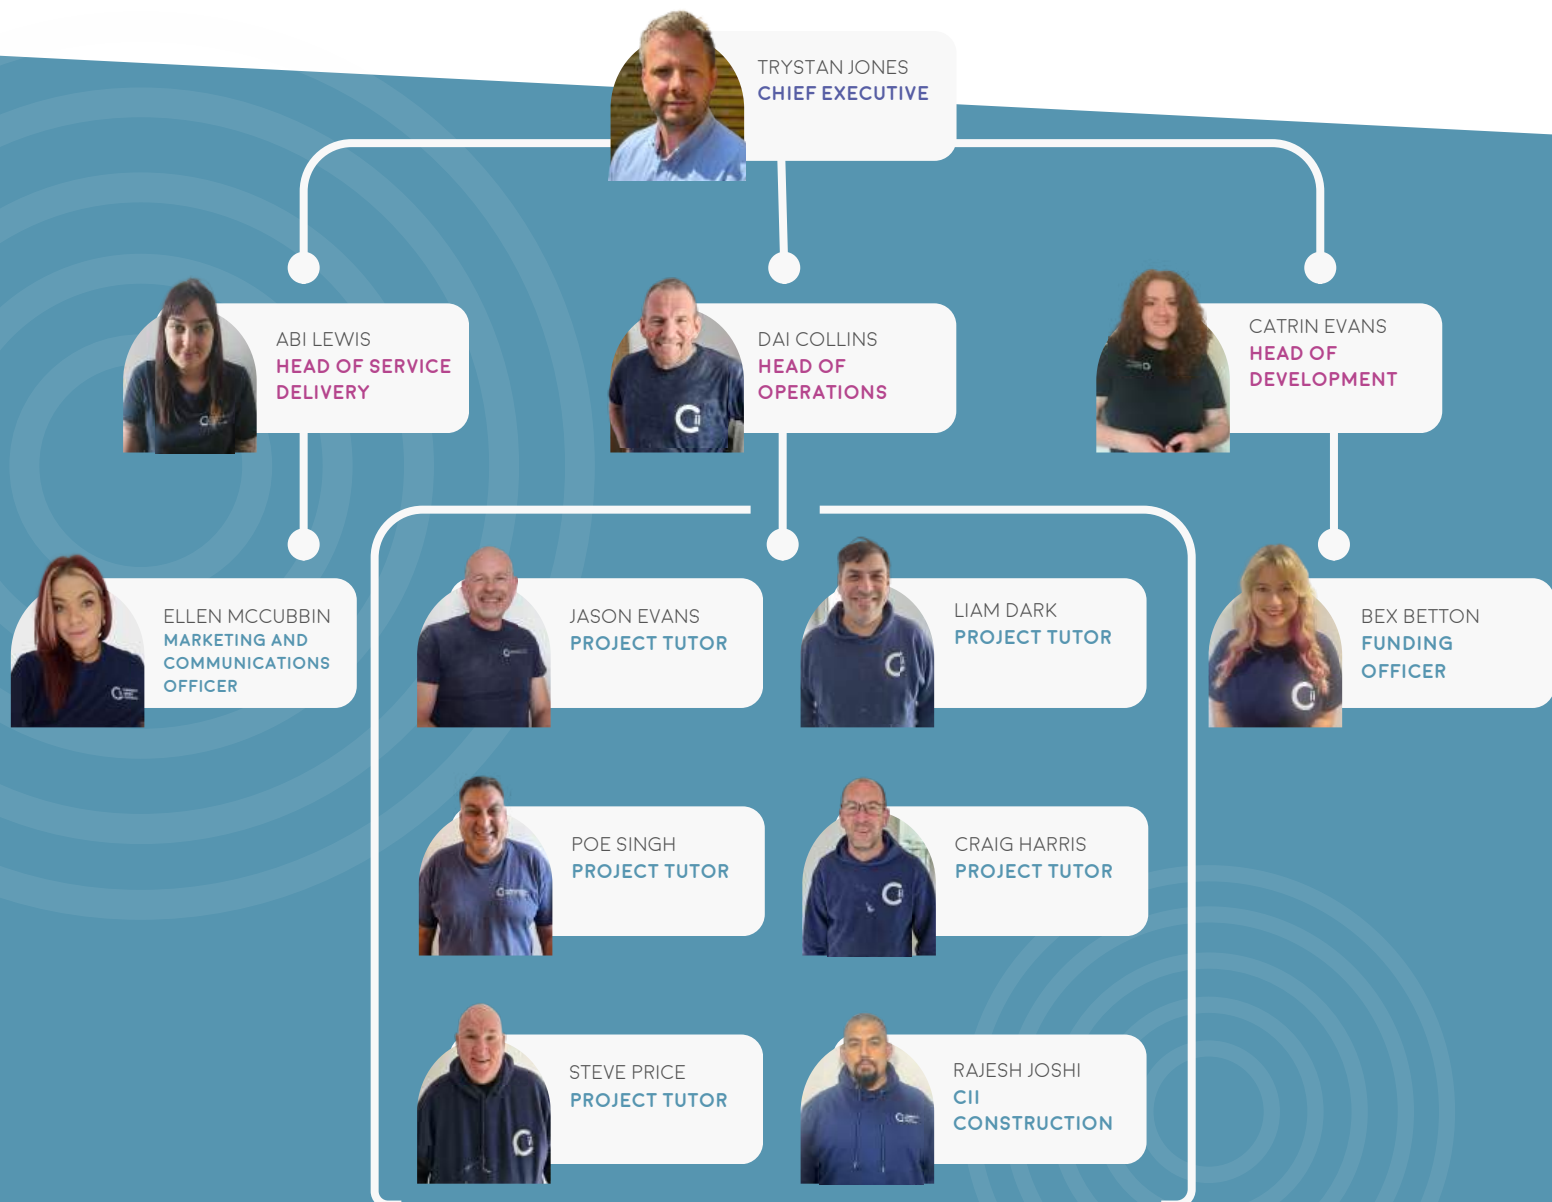 TRYSTAN JONES
CHIEF EXECUTIVE
ABI LEWIS
HEAD OF SERVICE
DELIVERY
DAI COLLINS
HEAD OF
OPERATIONS
CATRIN EVANS
HEAD OF
DEVELOPMENT
ELLEN MCCUBBIN
MARKETING AND
COMMUNICATIONS
OFFICER
JASON EVANS
PROJECT TUTOR
LIAM DARK
PROJECT TUTOR
BEX BETTON
FUNDING
OFFICER
POE SINGH
PROJECT TUTOR
CRAIG HARRIS
PROJECT TUTOR
STEVE PRICE
PROJECT TUTOR
RAJESH JOSHI
CII
CONSTRUCTION